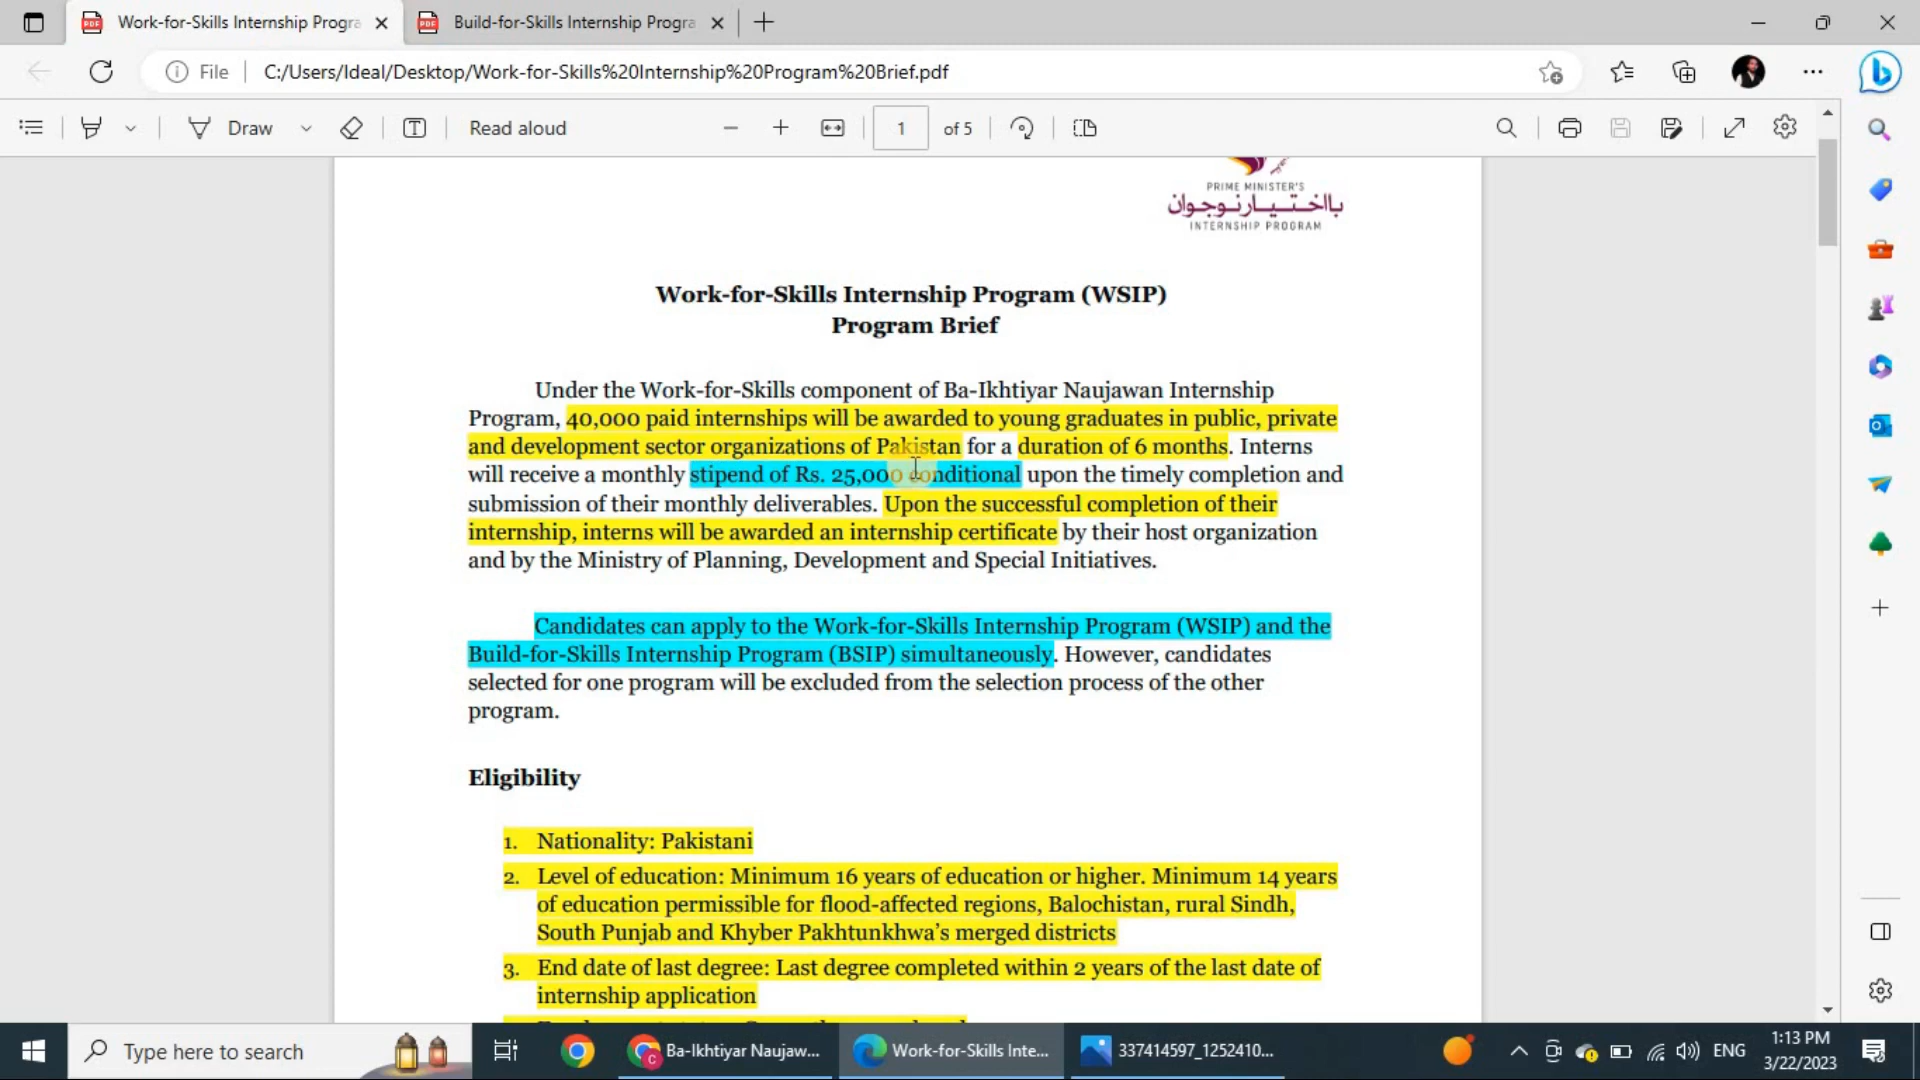 Work-for-Skills Internship Progra
Build-for-Skills Internship Progra
File
C:/Users/Ideal/Desktop/Work-for-Skills%20Internship%20Program%20Brief.pdf
Draw
Read aloud
1 of 5
PRIME MINISTER'S
بااختیارنوجوان
INTERNSHIP PROGRAM
Work-for-Skills Internship Program (WSIP)
Program Brief
Under the Work-for-Skills component of Ba-Ikhtiyar Naujawan Internship
Program, 40,000 paid internships will be awarded to young graduates in public, private
and development sector organizations of Pakistan for a duration of 6 months. Interns
will receive a monthly stipend of Rs. 25,000 conditional upon the timely completion and
submission of their monthly deliverables. Upon the successful completion of their
internship, interns will be awarded an internship certificate by their host organization
and by the Ministry of Planning, Development and Special Initiatives.
Candidates can apply to the Work-for-Skills Internship Program (WSIP) and the
Build-for-Skills Internship Program (BSIP) simultaneously. However, candidates
selected for one program will be excluded from the selection process of the other
program.
Eligibility
1. Nationality: Pakistani
2. Level of education: Minimum 16 years of education or higher. Minimum 14 years
of education permissible for flood-affected regions, Balochistan, rural Sindh,
South Punjab and Khyber Pakhtunkhwa's merged districts
3. End date of last degree: Last degree completed within 2 years of the last date of
internship application
Type here to search
Ba-Ikhtiyar Naujaw...
Work-for-Skills Inte...
337414597_1252410...
ENG
1:13 PM
3/22/2023